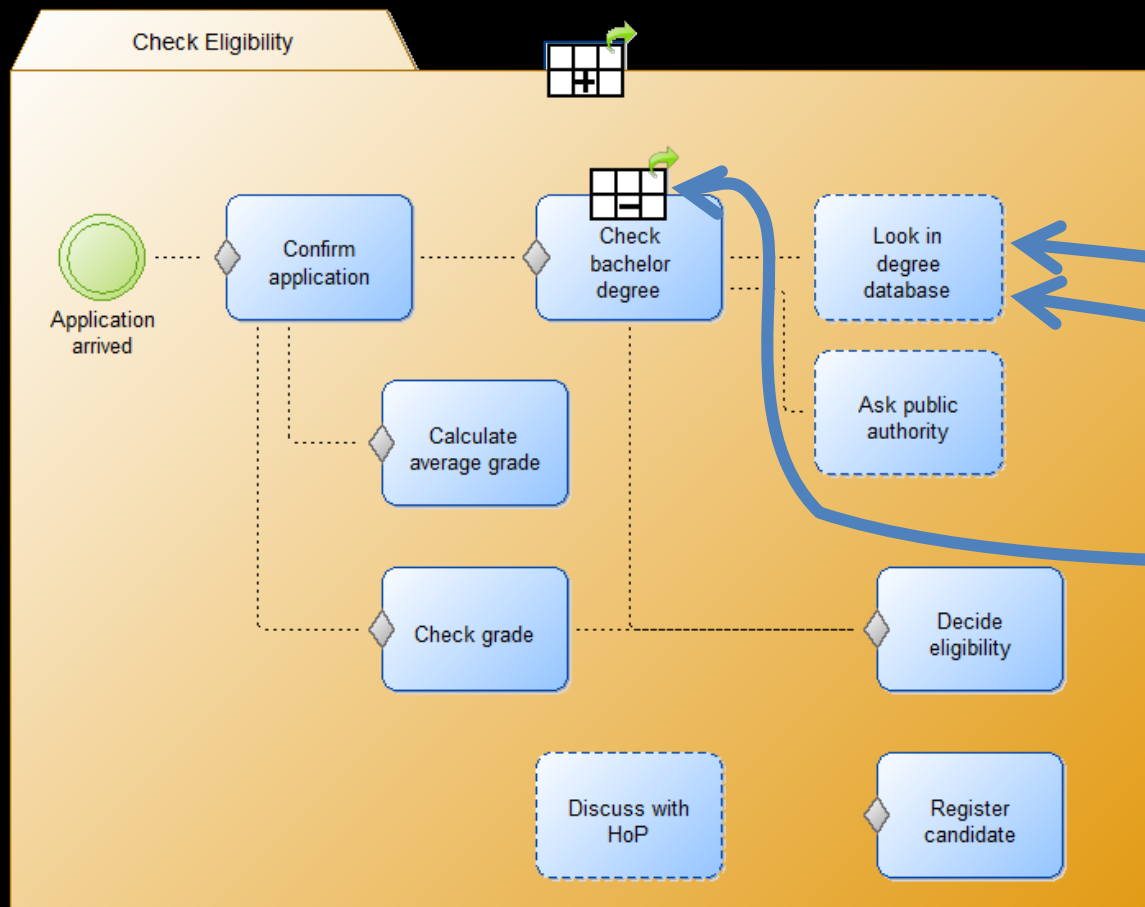 Check Eligibility
Application
arrived
Confirm
application
Check
bachelor
degree
Look in
degree
database
Ask public
authority
Calculate
average grade
Check grade
Decide
eligibility
Discuss with
HoP
Register
candidate